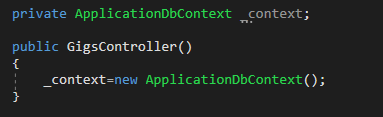 private ApplicationDbContext _context;
public GigsController()
{
_context=new ApplicationDbContext();
}